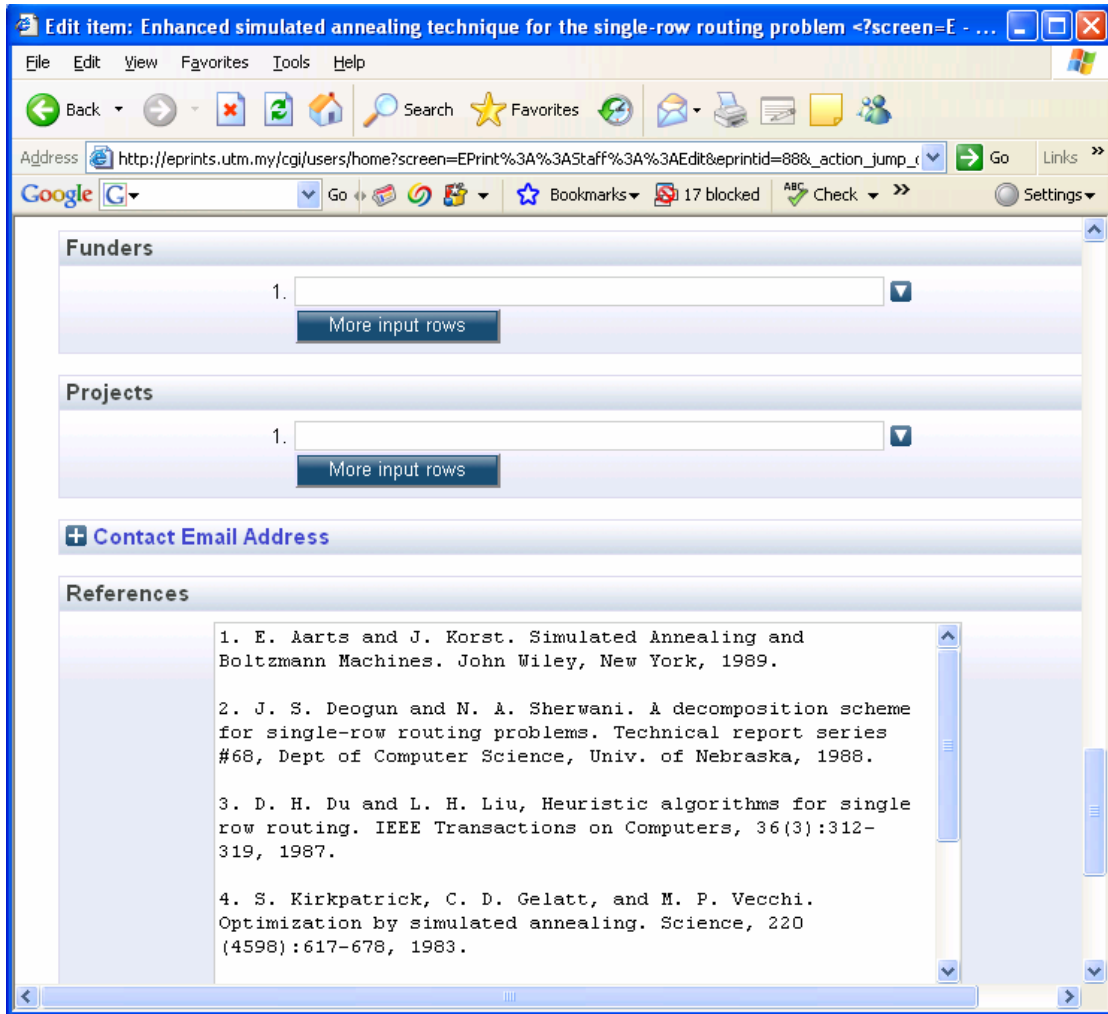 Edit item: Enhanced simulated annealing technique for the single-row routing problem <?screen=E - ...
File Edit View Favorites Tools Help
Back Search Favorites
Address http://eprints.utm.my/cgi/users/home?screen=EPrint%3A%3AStaff%3A%3AEdit&eprintid=88&_action_jump_ Go Links »
Google G Go Bookmarks 17 blocked ABC Check » Settings
Funders
1.
More input rows
Projects
1.
More input rows
Contact Email Address
References
1. E. Aarts and J. Korst. Simulated Annealing and
Boltzmann Machines. John Wiley, New York, 1989.
2. J. S. Deogun and N. A. Sherwani. A decomposition scheme
for single-row routing problems. Technical report series
#68, Dept of Computer Science, Univ. of Nebraska, 1988.
3. D. H. Du and L. H. Liu, Heuristic algorithms for single
row routing. IEEE Transactions on Computers, 36(3):312-
319, 1987.
4. S. Kirkpatrick, C. D. Gelatt, and M. P. Vecchi.
Optimization by simulated annealing. Science, 220
(4598):617-678, 1983.